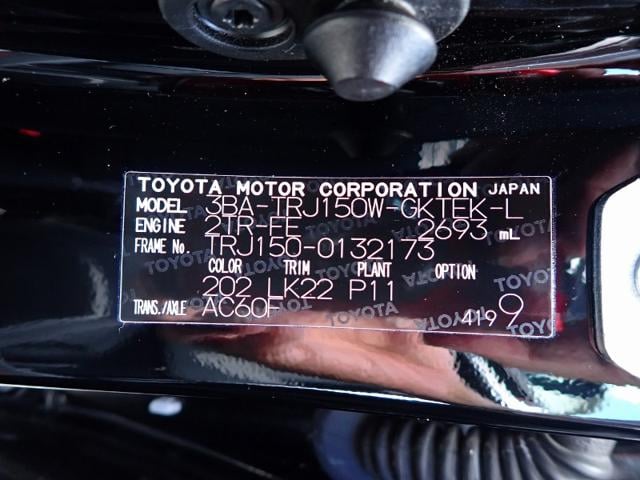 TOYOTA MOTOR CORPORATION JAPAN
MODEL 3BA-TRJ150W-GKTEK-L
ENGINE 2TR-FE 2693 mL
FRAME No. TRJ150-0132173
COLOR TRIM PLANT OPTION
202 LK22 P11
TRANS./AXLE AC60F 4199